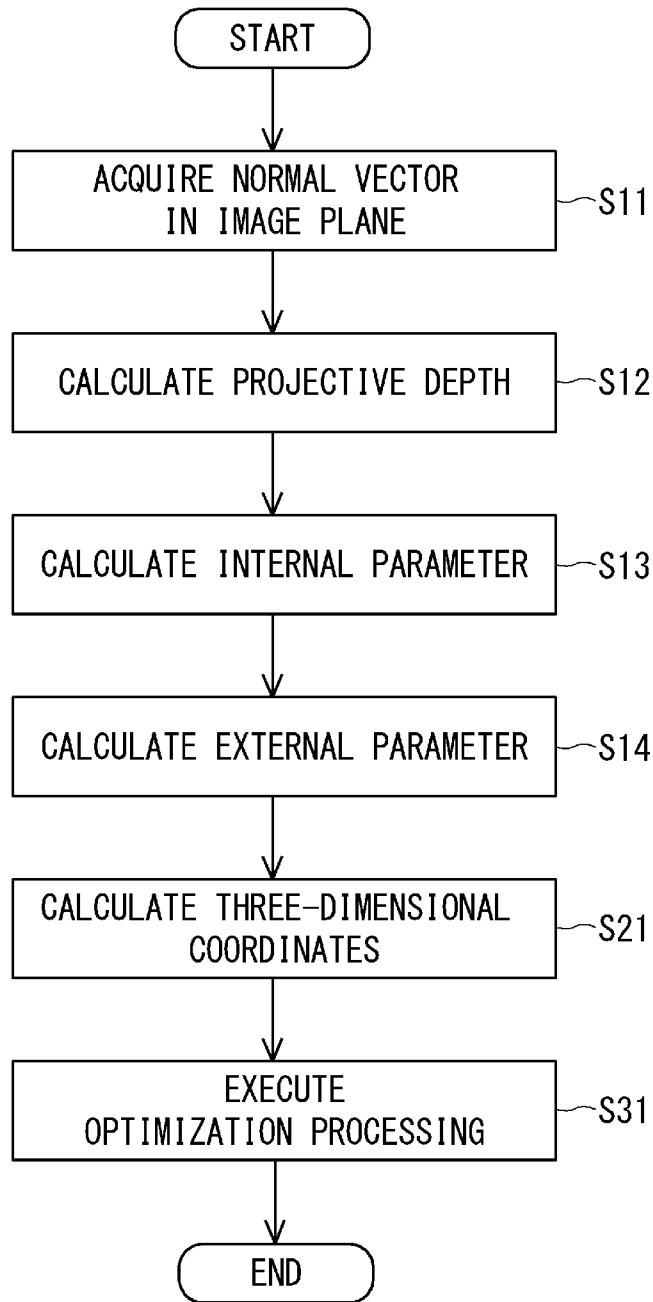 START
ACQUIRE NORMAL VECTOR
IN IMAGE PLANE
S11
CALCULATE PROJECTIVE DEPTH
S12
CALCULATE INTERNAL PARAMETER
S13
CALCULATE EXTERNAL PARAMETER
S14
CALCULATE THREE-DIMENSIONAL
COORDINATES
S21
EXECUTE
OPTIMIZATION PROCESSING
S31
END